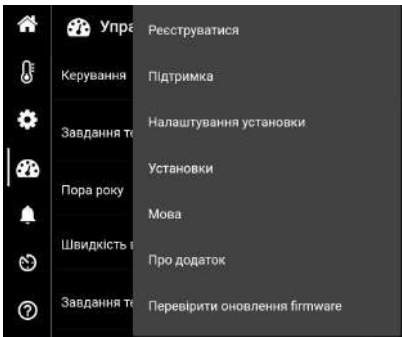 Упра
Керування
Завдання те
Пора року
Швидкість в
Завдання те
Реєструватися
Підтримка
Налаштування установки
Установки
Мова
Про додаток
Перевірити оновлення firmware